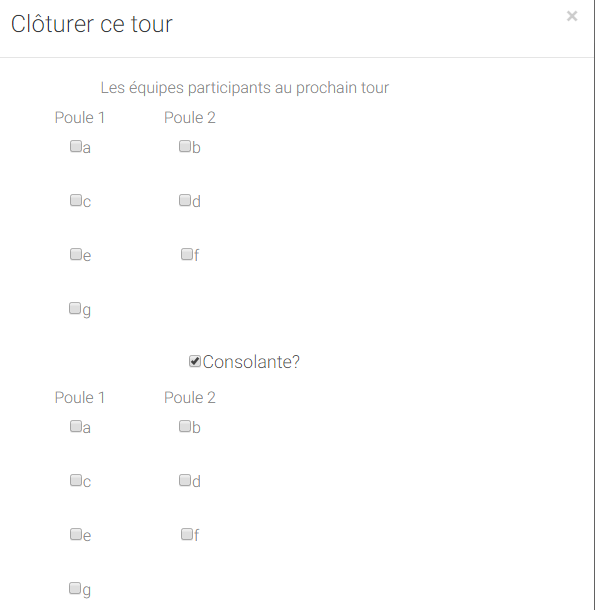 Clôturer ce tour
×
Les équipes participants au prochain tour
Poule 1 Poule 2
a b
c d
e f
g
Consolante?
Poule 1 Poule 2
a b
c d
e f
g